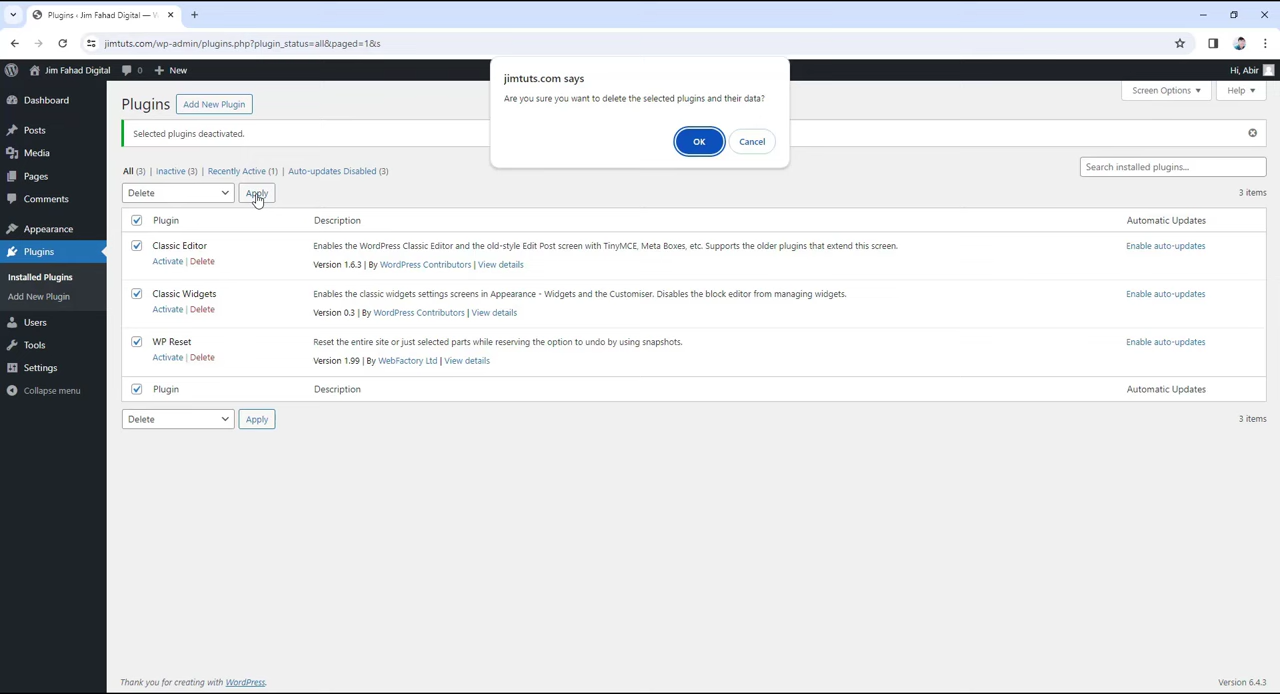 Plugins ‹ Jim Fahad Digital — W
jimtuts.com/wp-admin/plugins.php?plugin_status=all&paged=1&s
Jim Fahad Digital 0 New Hi, Abir
jimtuts.com says
Are you sure you want to delete the selected plugins and their data?
OK Cancel
Dashboard
Posts
Media
Pages
Comments
Appearance
Plugins
Installed Plugins
Add New Plugin
Users
Tools
Settings
Collapse menu
Screen Options Help
Plugins Add New Plugin
Selected plugins deactivated.
All (3) | Inactive (3) | Recently Active (1) | Auto-updates Disabled (3)
Search installed plugins...
Delete Apply 3 items
Plugin Description Automatic Updates
Classic Editor Enables the WordPress Classic Editor and the old-style Edit Post screen with TinyMCE, Meta Boxes, etc. Supports the older plugins that extend this screen. Enable auto-updates
Activate | Delete Version 1.6.3 | By WordPress Contributors | View details
Classic Widgets Enables the classic widgets settings screens in Appearance - Widgets and the Customiser. Disables the block editor from managing widgets. Enable auto-updates
Activate | Delete Version 0.3 | By WordPress Contributors | View details
WP Reset Reset the entire site or just selected parts while reserving the option to undo by using snapshots. Enable auto-updates
Activate | Delete Version 1.99 | By WebFactory Ltd | View details
Plugin Description Automatic Updates
Delete Apply 3 items
Thank you for creating with WordPress. Version 6.4.3